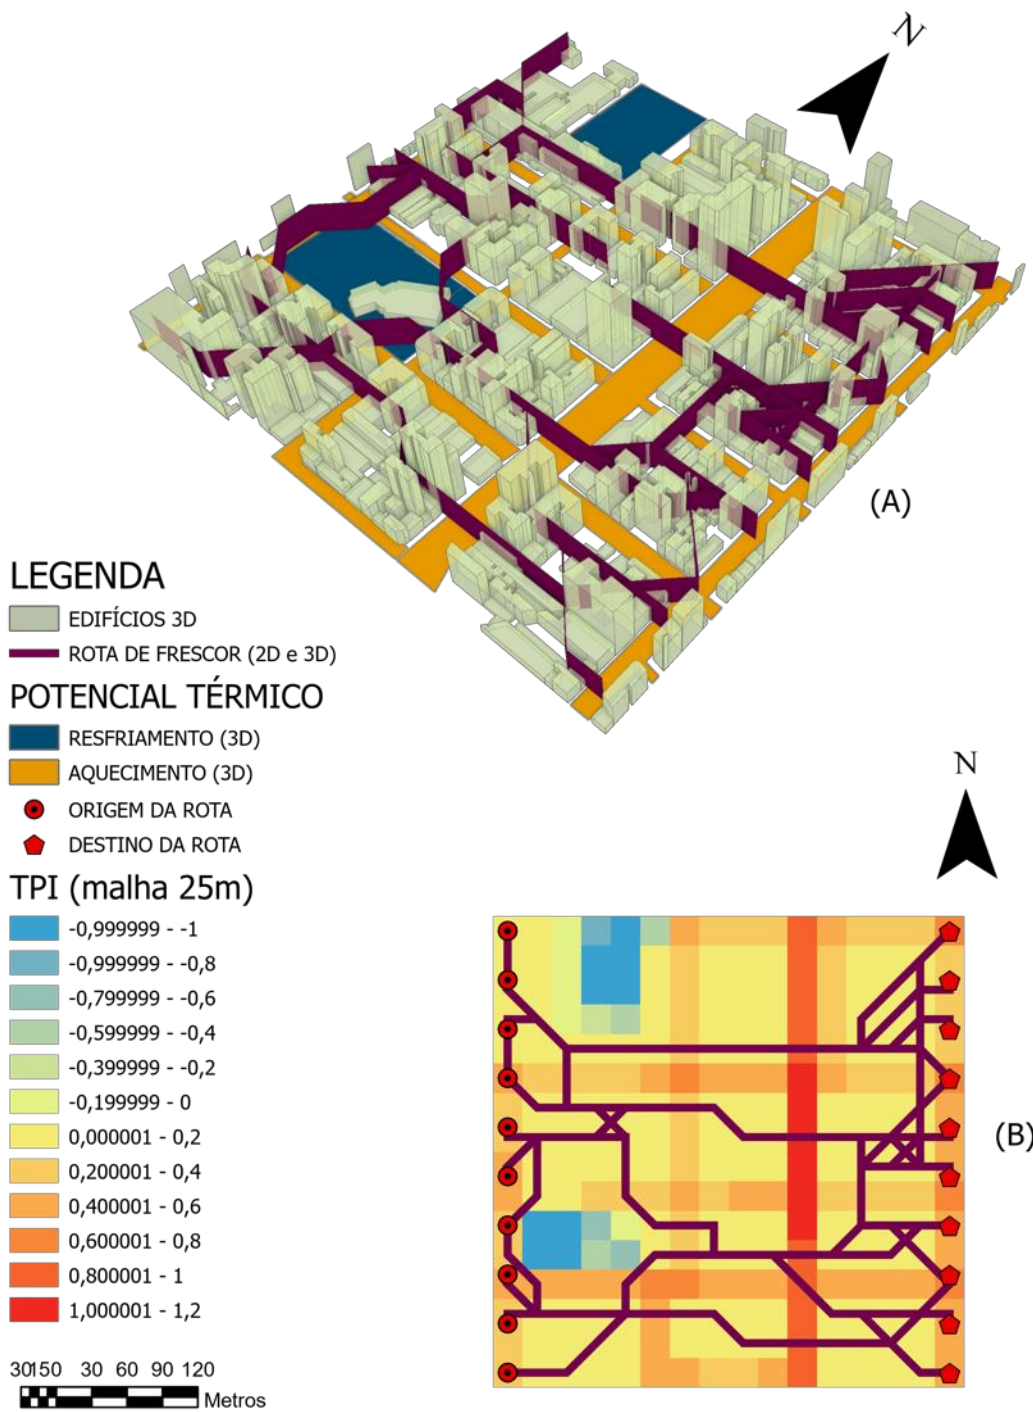 N
(A)
LEGENDA
EDIFÍCIOS 3D
ROTA DE FRESCOR (2D e 3D)
POTENCIAL TÉRMICO
RESFRIAMENTO (3D)
AQUECIMENTO (3D)
ORIGEM DA ROTA
DESTINO DA ROTA
TPI (malha 25m)
-0,999999 - -1
-0,999999 - -0,8
-0,799999 - -0,6
-0,599999 - -0,4
-0,399999 - -0,2
-0,199999 - 0
0,000001 - 0,2
0,200001 - 0,4
0,400001 - 0,6
0,600001 - 0,8
0,800001 - 1
1,000001 - 1,2
30150 30 60 90 120
Metros
N
(B)